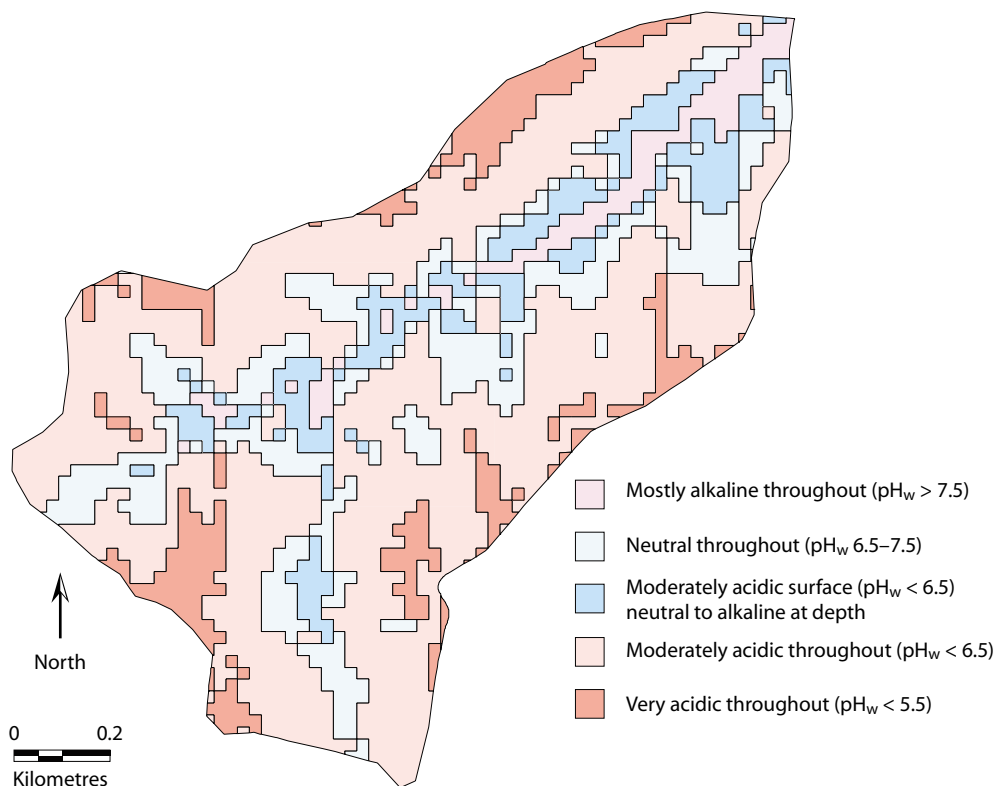 Mostly alkaline throughout (pHw > 7.5)
Neutral throughout (pHw 6.5–7.5)
Moderately acidic surface (pHw < 6.5)
neutral to alkaline at depth
Moderately acidic throughout (pHw < 6.5)
Very acidic throughout (pHw < 5.5)
North
0 0.2
Kilometres